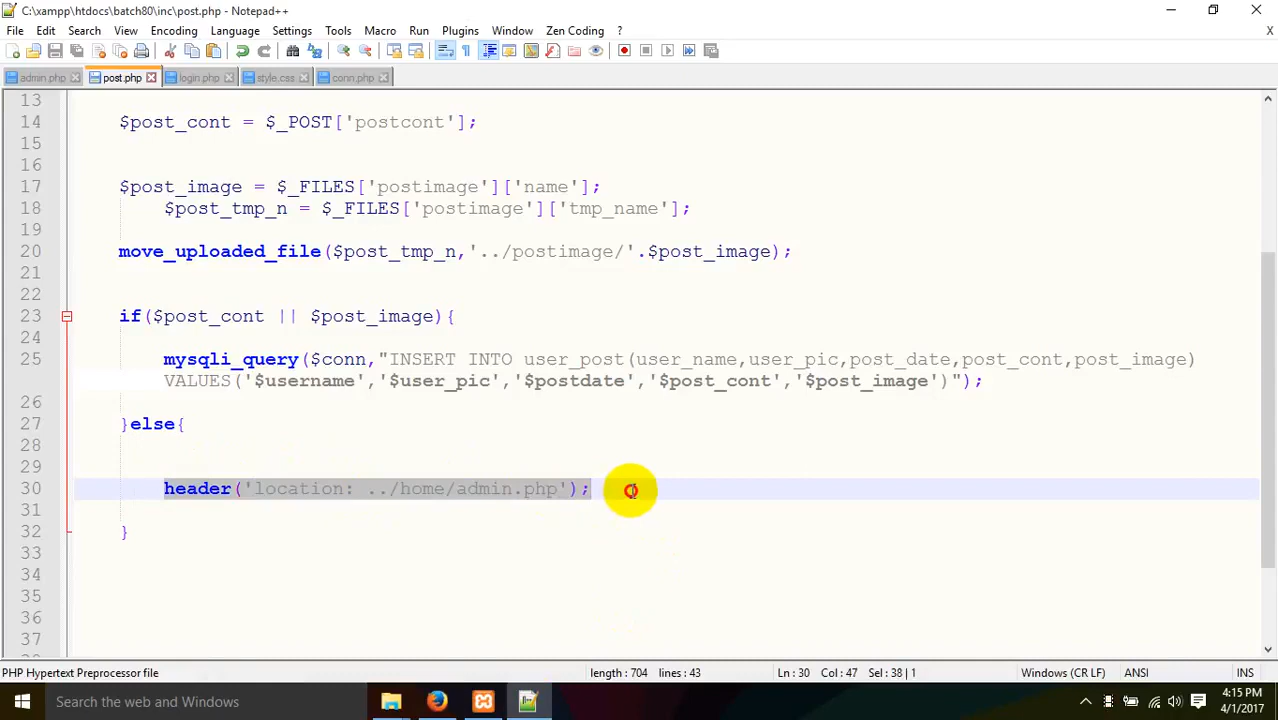 C:\xampp\htdocs\batch80\inc\post.php - Notepad++
File Edit Search View Encoding Language Settings Tools Macro Run Plugins Window Zen Coding ?
X
admin.php post.php login.php style.css conn.php
13
14 $post_cont = $_POST['postcont'];
15
16
17 $post_image = $_FILES['postimage']['name'];
18 $post_tmp_n = $_FILES['postimage']['tmp_name'];
19
20 move_uploaded_file($post_tmp_n,'../postimage/'.$post_image);
21
22
23 if($post_cont || $post_image){
24
25 mysqli_query($conn,"INSERT INTO user_post(user_name,user_pic,post_date,post_cont,post_image)
VALUES('$username','$user_pic','$postdate','$post_cont','$post_image')");
26
27 }else{
28
29
30 header('location: ../home/admin.php');
31
32 }
33
34
35
36
37
PHP Hypertext Preprocessor file length : 704 lines : 43 Ln : 30 Col : 47 Sel : 38 | 1 Windows (CR LF) ANSI INS
Search the web and Windows
4:15 PM
4/1/2017